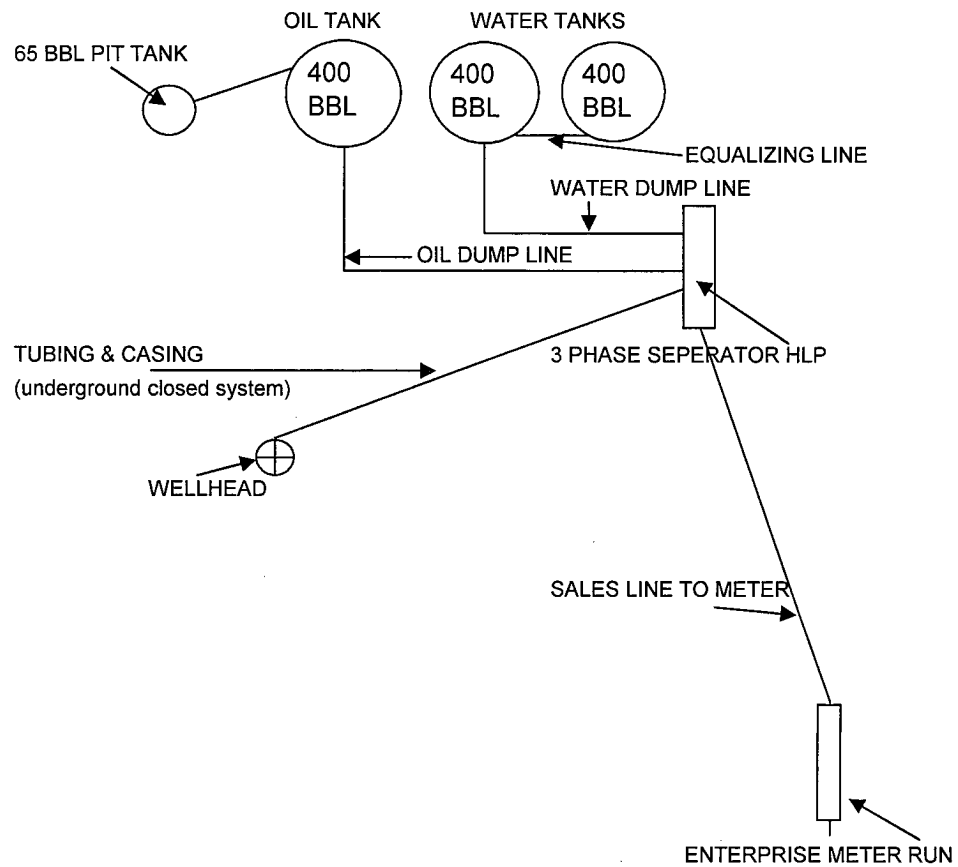 OIL TANK
WATER TANKS
65 BBL PIT TANK
400
BBL
400
BBL
400
BBL
EQUALIZING LINE
WATER DUMP LINE
OIL DUMP LINE
TUBING & CASING
(underground closed system)
3 PHASE SEPERATOR HLP
WELLHEAD
SALES LINE TO METER
ENTERPRISE METER RUN